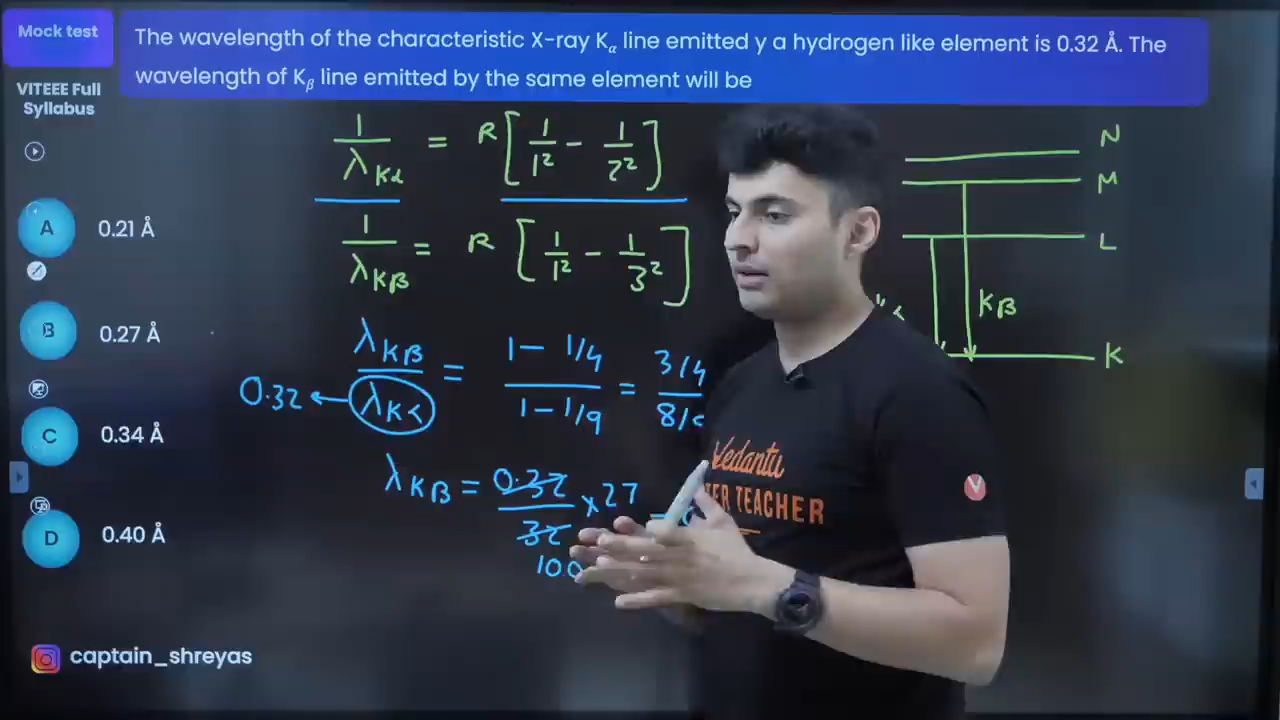 Mock test
The wavelength of the characteristic X-ray Kα line emitted y a hydrogen like element is 0.32 Å. The
wavelength of Kβ line emitted by the same element will be
VITEEE Full
Syllabus
A 0.21 Å
B 0.27 Å
C 0.34 Å
D 0.40 Å
1/λKα = R[1/1² - 1/2²]
1/λKβ = R[1/1² - 1/3²]
λKβ/λKα = 1 - 1/4 / 1 - 1/9 = 3/4
0.32 ←
λKβ = 0.32/32 × 27
100
N
M
L
Kβ
K
Vedantu
TEACHER
V
captain_shreyas